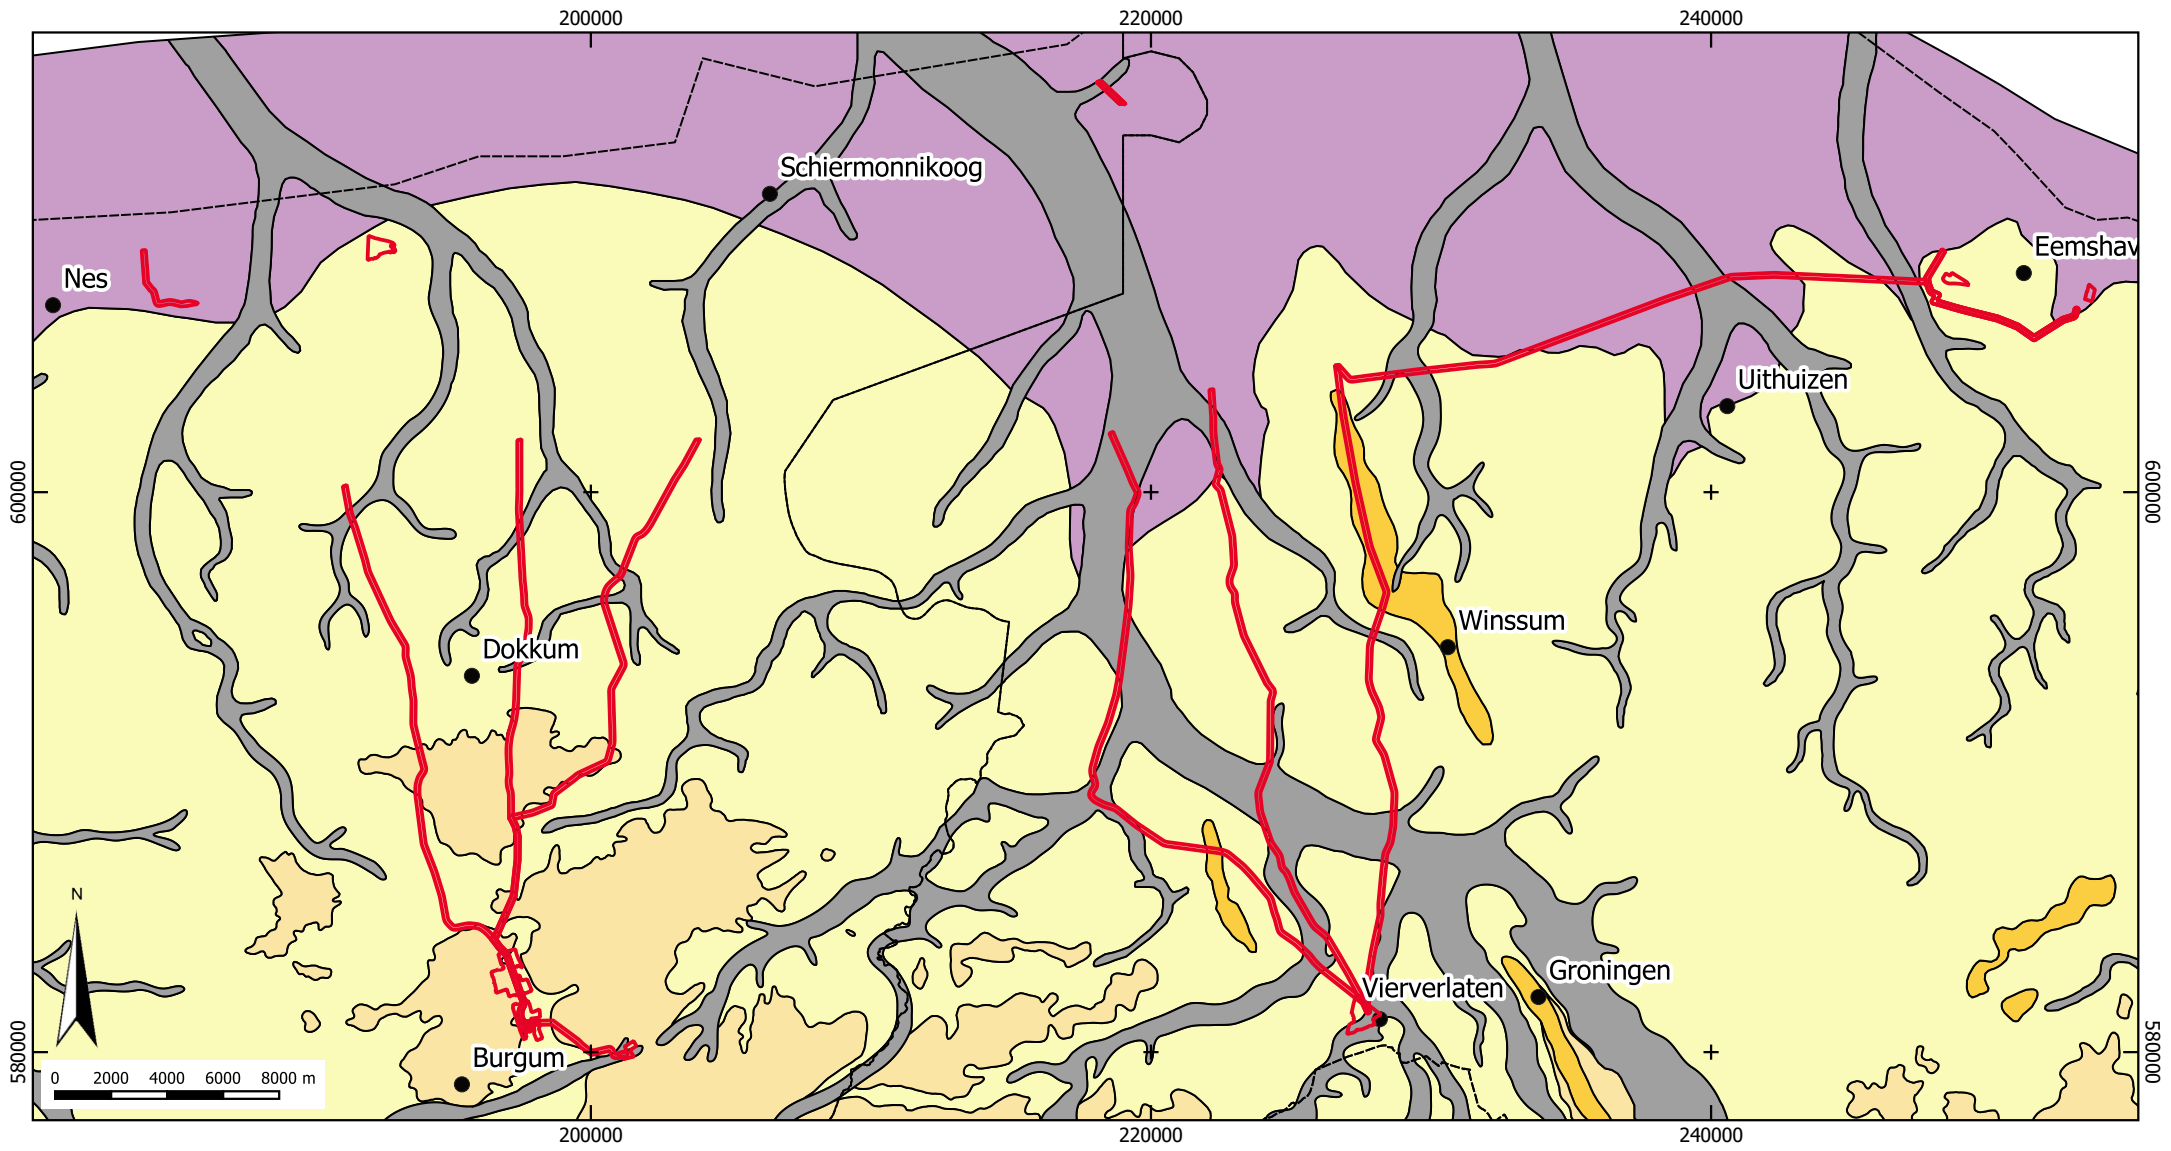 200000 220000 240000
Schiermonnikoog
Eemshav
Nes
Uithuizen
600000 600000
Winssum
Dokkum
N
Groningen
Vierverlaten
580000 580000
Burgum
0 2000 4000 6000 8000 m
200000 220000 240000